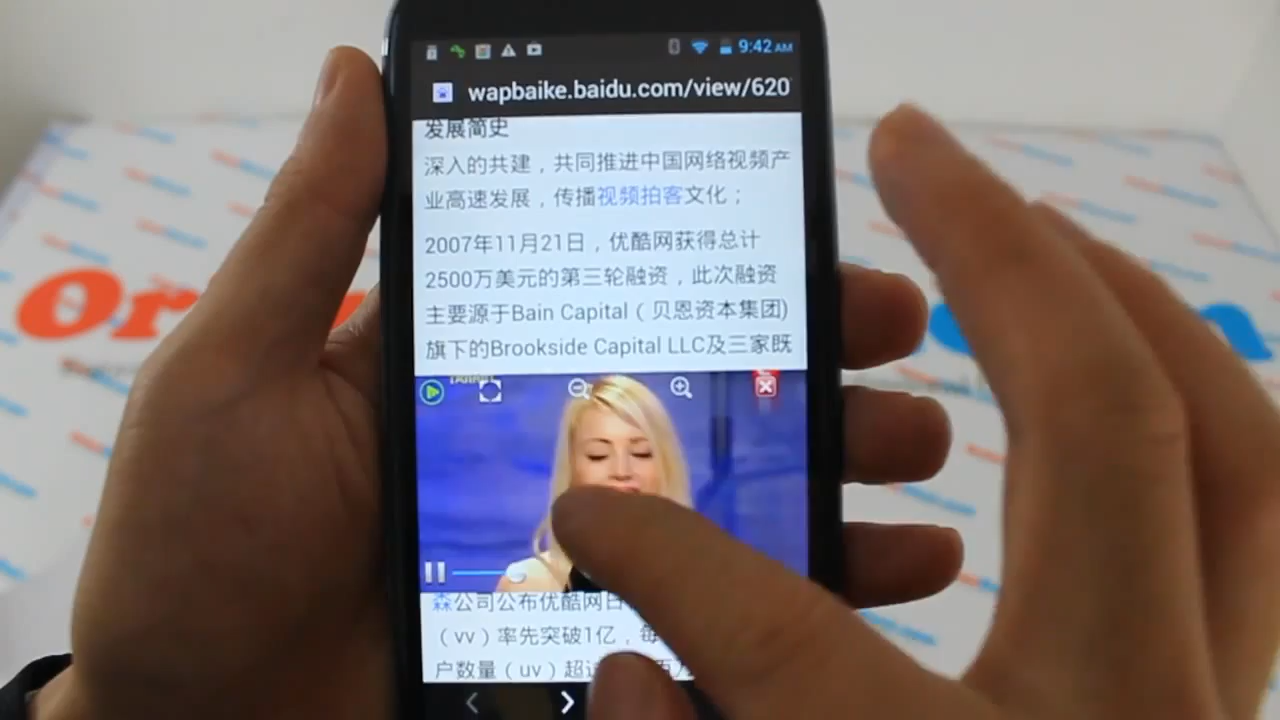 9:42 AM
wapbaike.baidu.com/view/620
发展简史
深入的共建，共同推进中国网络视频产
业高速发展，传播视频拍客文化；
2007年11月21日，优酷网获得总计
2500万美元的第三轮融资，此次融资
主要源于Bain Capital（贝恩资本集团)
旗下的Brookside Capital LLC及三家既
森公司公布优酷网日
（vv）率先突破1亿，每
户数量（uv）超过
Or